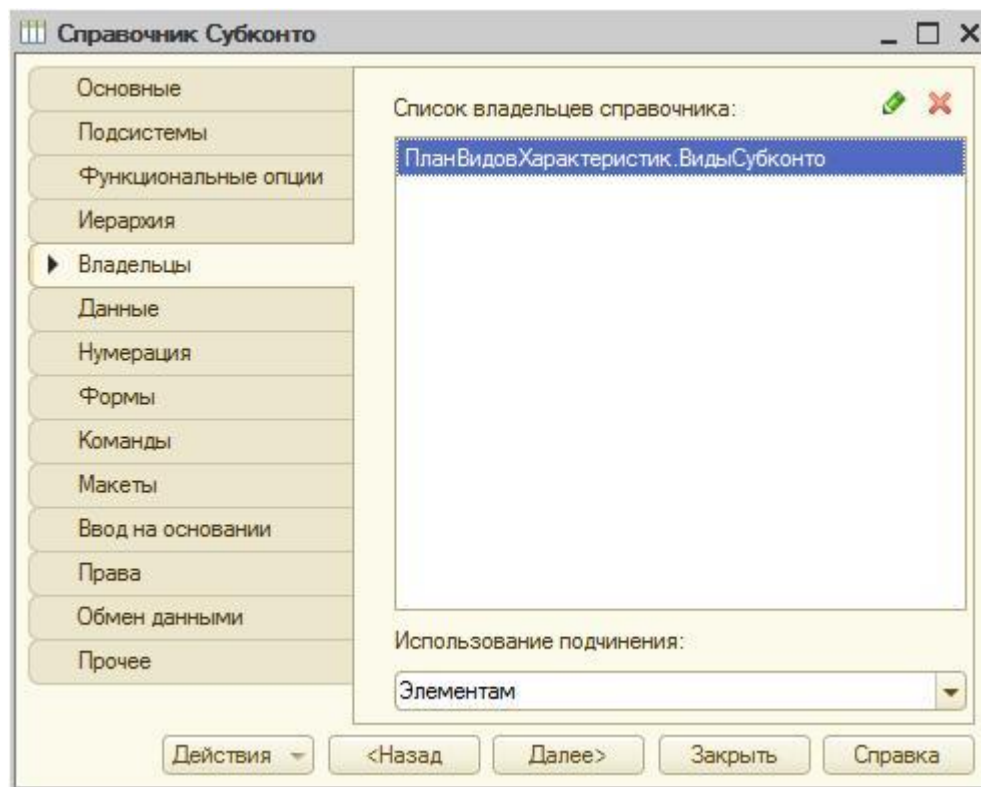 Справочник Субконто
Основные
Подсистемы
Функциональные опции
Иерархия
Владельцы
Данные
Нумерация
Формы
Команды
Макеты
Ввод на основании
Права
Обмен данными
Прочее
Список владельцев справочника:
ПланВидовХарактеристик.ВидыСубконто
Использование подчинения:
Элементам
Действия
<Назад
Далее>
Закрыть
Справка